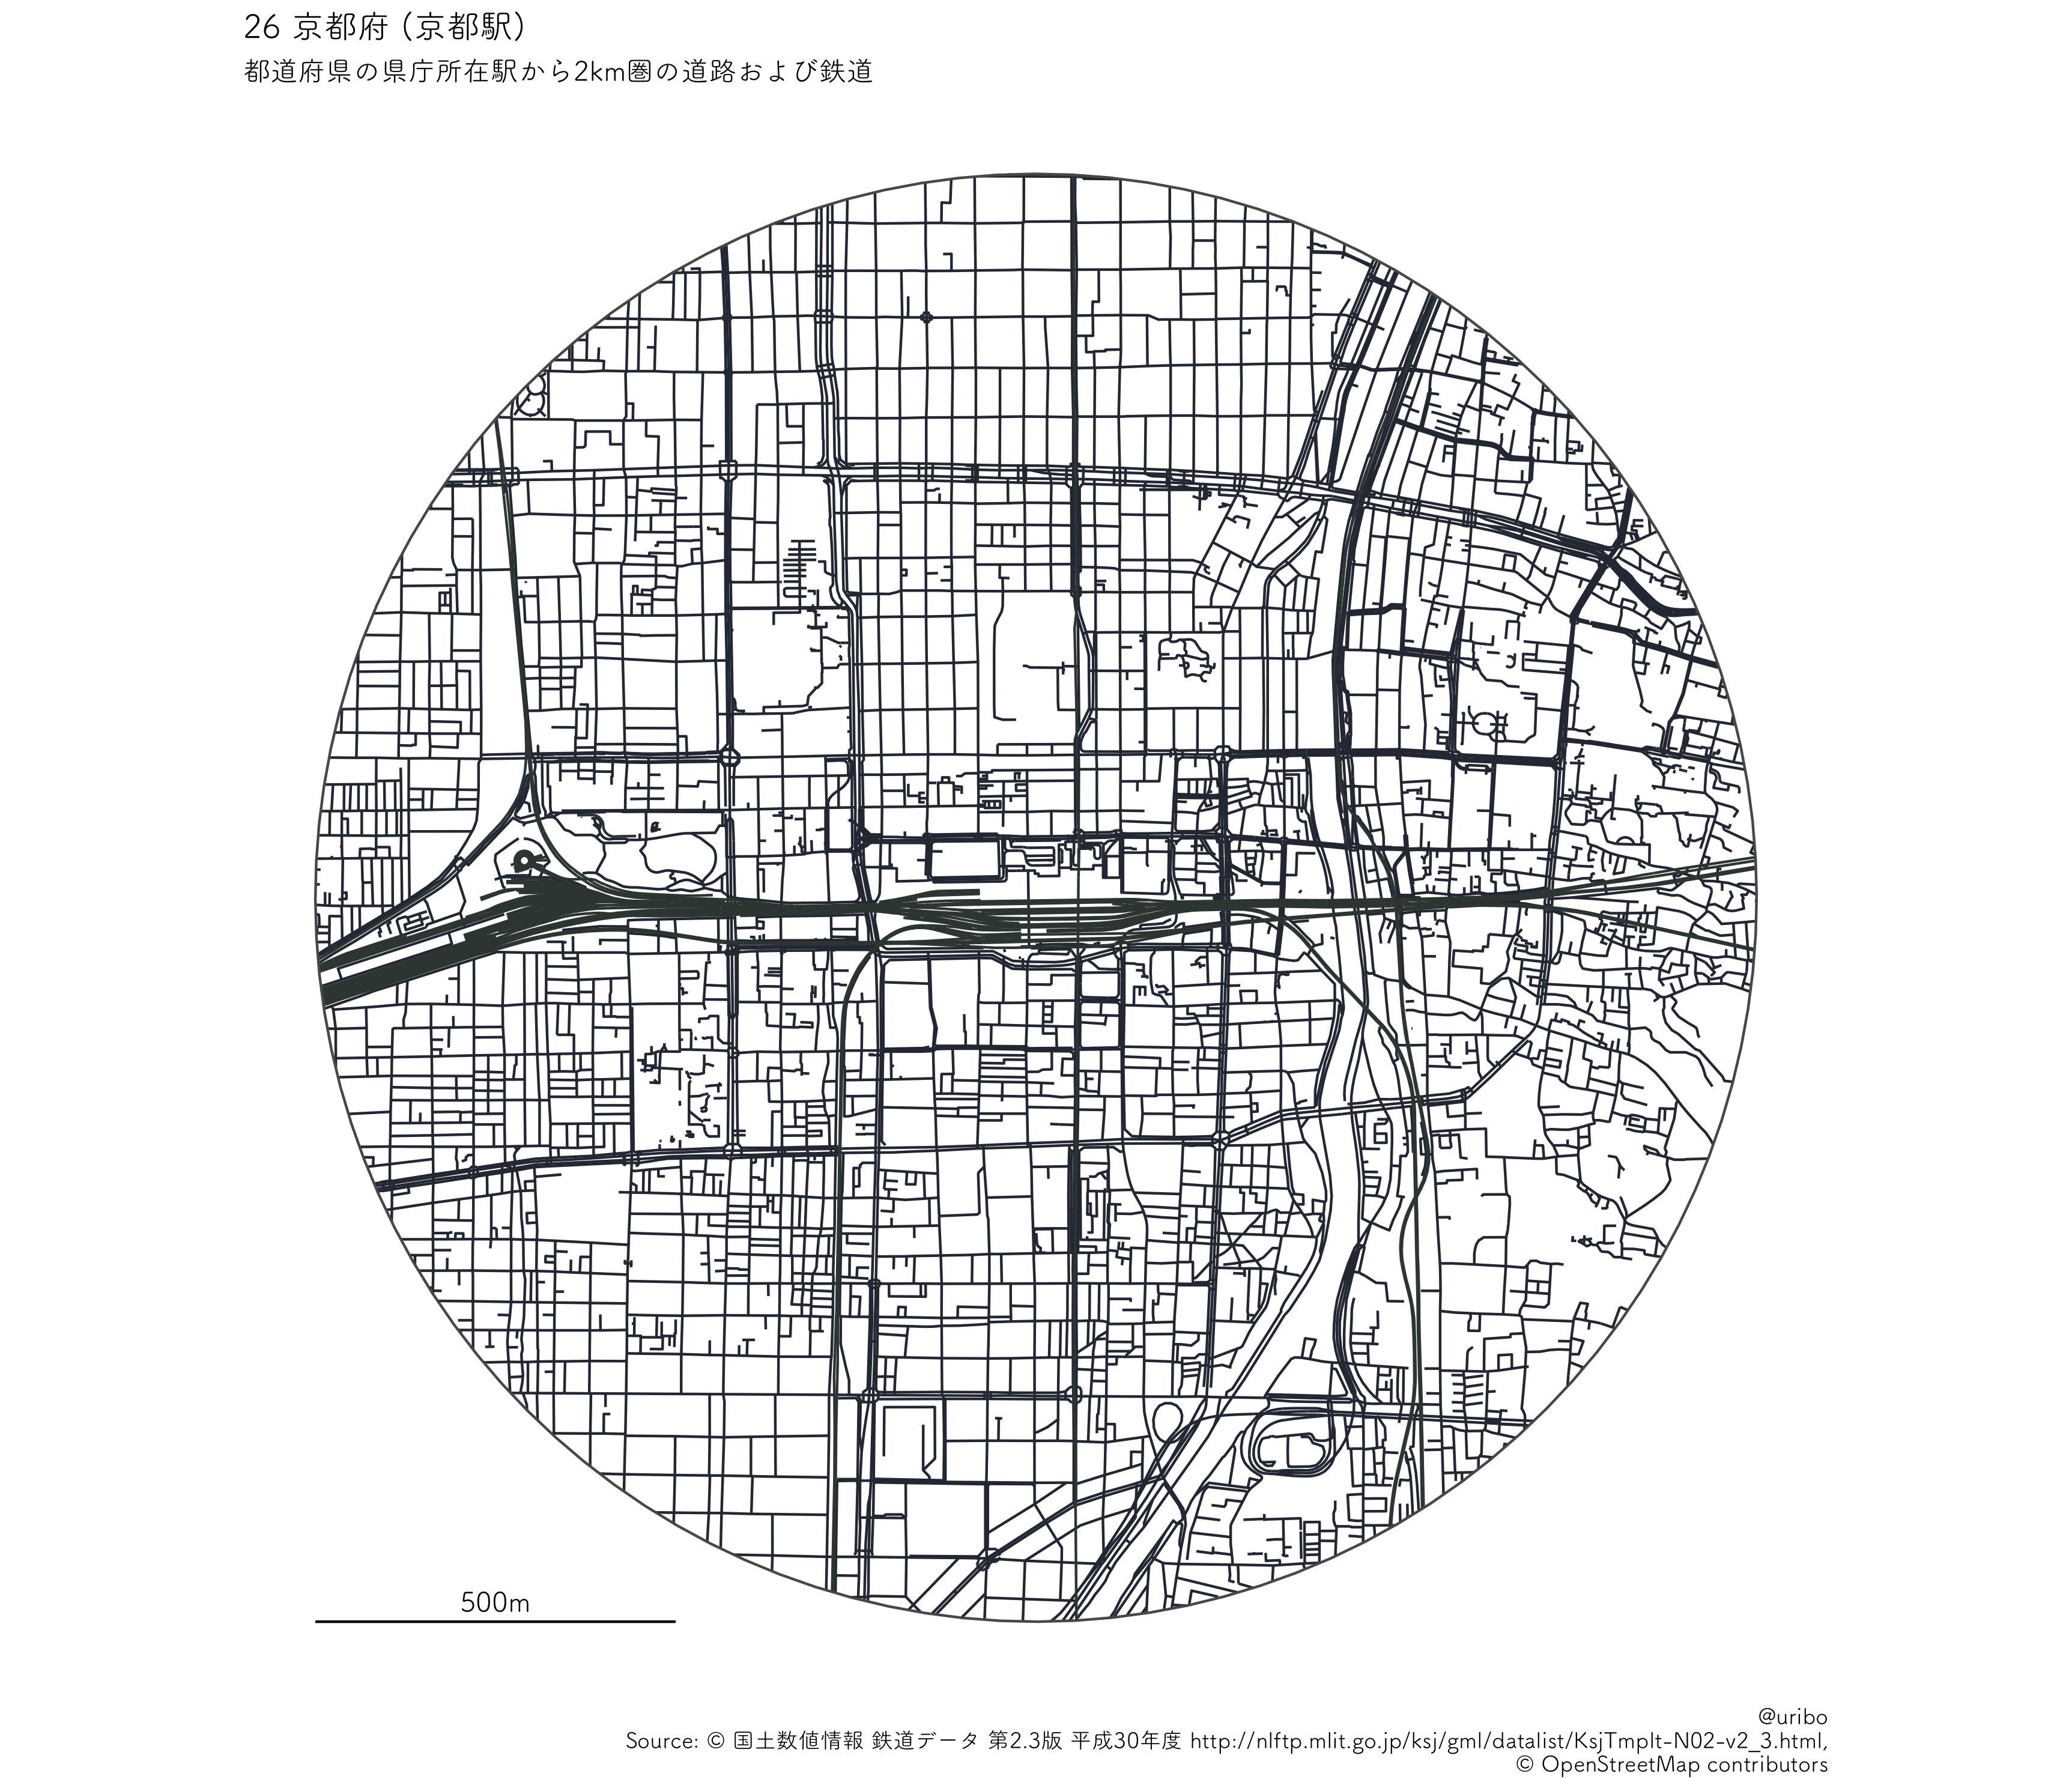 26 京都府 (京都駅)
都道府県の県庁所在駅から2km圏の道路および鉄道
500m
@uribo
Source: © 国土数値情報 鉄道データ 第2.3版 平成30年度 http://nlftp.mlit.go.jp/ksj/gml/datalist/KsjTmplt-N02-v2_3.html,
© OpenStreetMap contributors